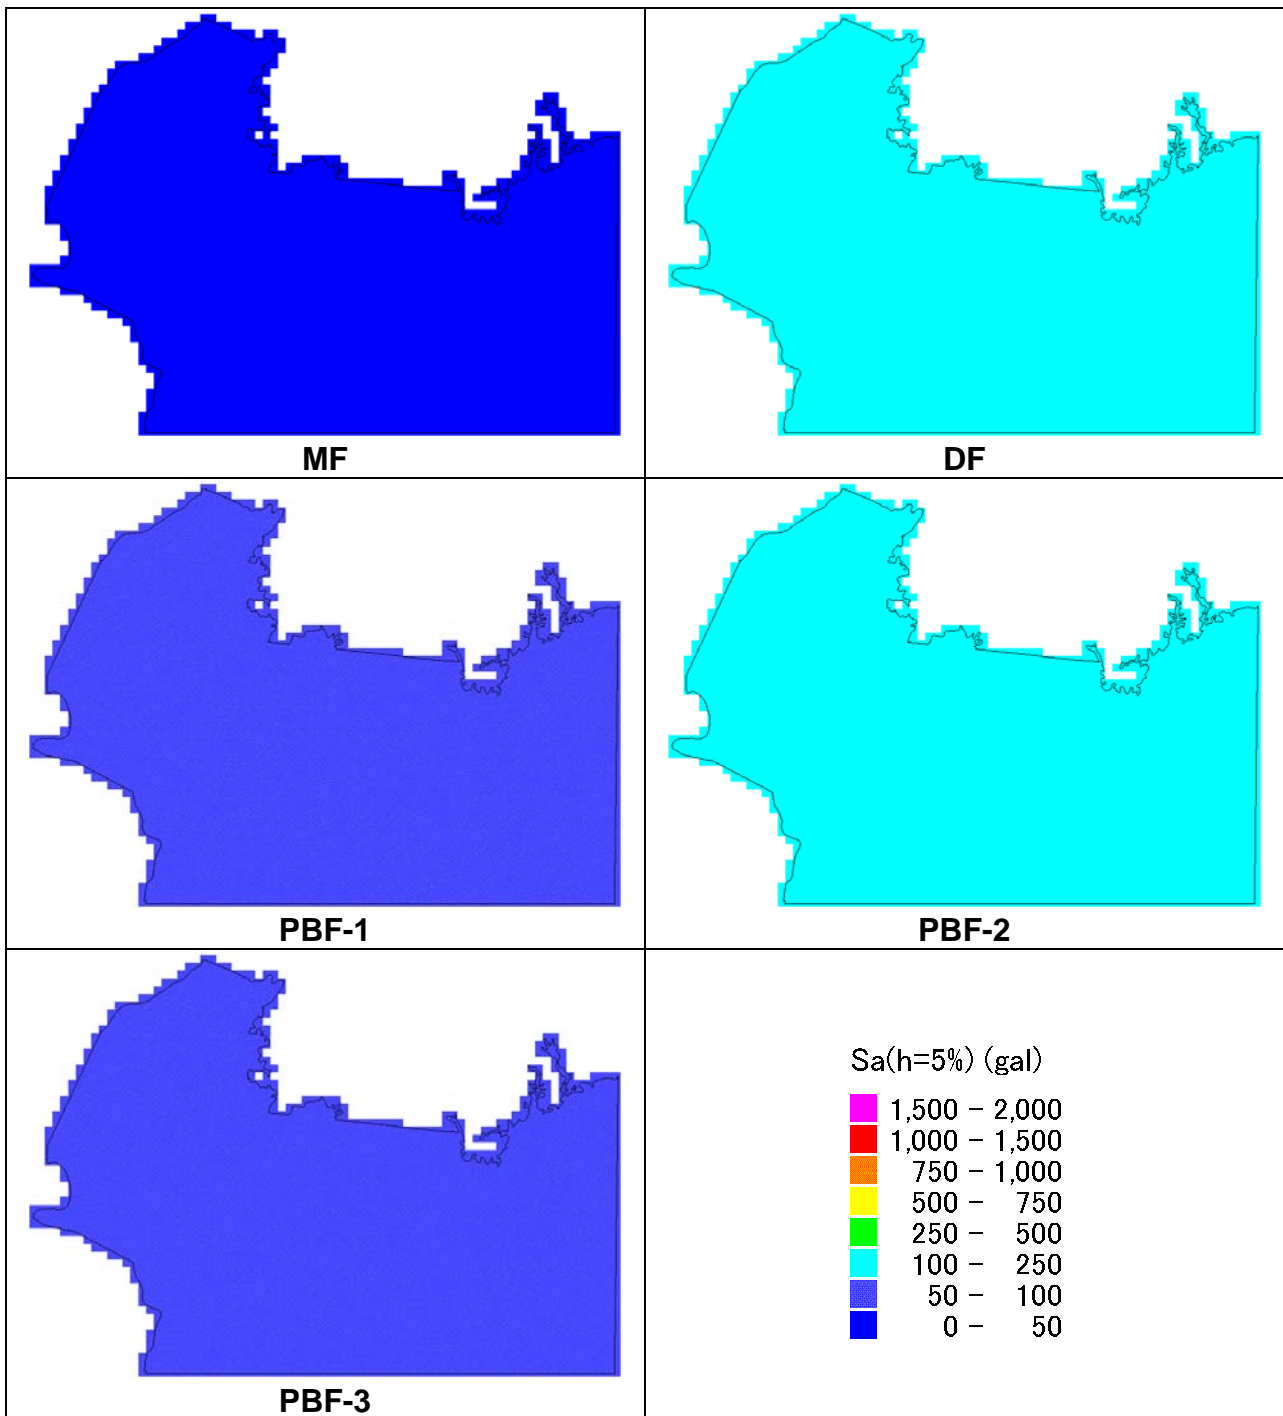 MF
DF
PBF-1
PBF-2
PBF-3
Sa(h=5%) (gal)
1,500 - 2,000
1,000 - 1,500
750 - 1,000
500 - 750
250 - 500
100 - 250
50 - 100
0 - 50